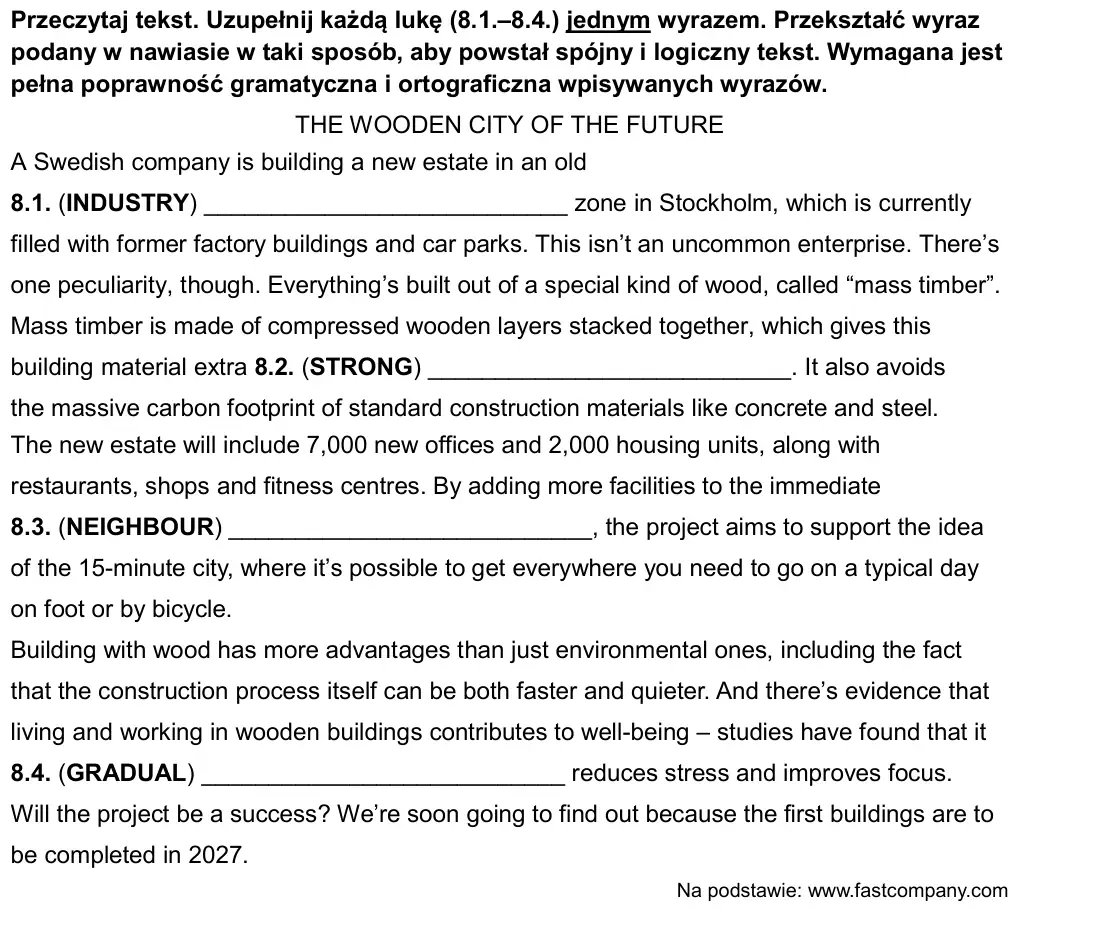 Przeczytaj tekst. Uzupełnij każdą lukę (8.1.–8.4.) jednym wyrazem. Przekształć wyraz
podany w nawiasie w taki sposób, aby powstał spójny i logiczny tekst. Wymagana jest
pełna poprawność gramatyczna i ortograficzna wpisywanych wyrazów.
THE WOODEN CITY OF THE FUTURE
A Swedish company is building a new estate in an old
8.1. (INDUSTRY) ____________________________ zone in Stockholm, which is currently
filled with former factory buildings and car parks. This isn’t an uncommon enterprise. There’s
one peculiarity, though. Everything’s built out of a special kind of wood, called “mass timber”.
Mass timber is made of compressed wooden layers stacked together, which gives this
building material extra 8.2. (STRONG) ____________________________. It also avoids
the massive carbon footprint of standard construction materials like concrete and steel.
The new estate will include 7,000 new offices and 2,000 housing units, along with
restaurants, shops and fitness centres. By adding more facilities to the immediate
8.3. (NEIGHBOUR) ____________________________, the project aims to support the idea
of the 15-minute city, where it’s possible to get everywhere you need to go on a typical day
on foot or by bicycle.
Building with wood has more advantages than just environmental ones, including the fact
that the construction process itself can be both faster and quieter. And there’s evidence that
living and working in wooden buildings contributes to well-being – studies have found that it
8.4. (GRADUAL) ____________________________ reduces stress and improves focus.
Will the project be a success? We’re soon going to find out because the first buildings are to
be completed in 2027.
Na podstawie: www.fastcompany.com